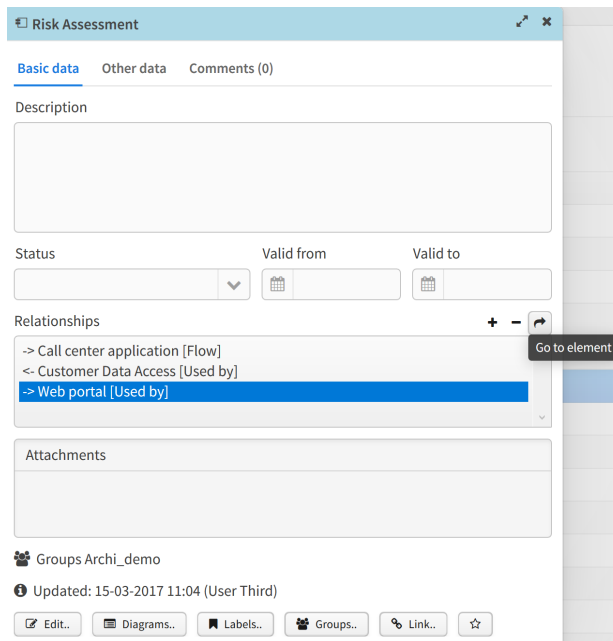 Risk Assessment
Basic data Other data Comments (0)
Description
Status Valid from Valid to
Relationships
Go to element
-> Call center application [Flow]
<- Customer Data Access [Used by]
-> Web portal [Used by]
Attachments
Groups Archi_demo
Updated: 15-03-2017 11:04 (User Third)
Edit.. Diagrams.. Labels.. Groups.. Link..